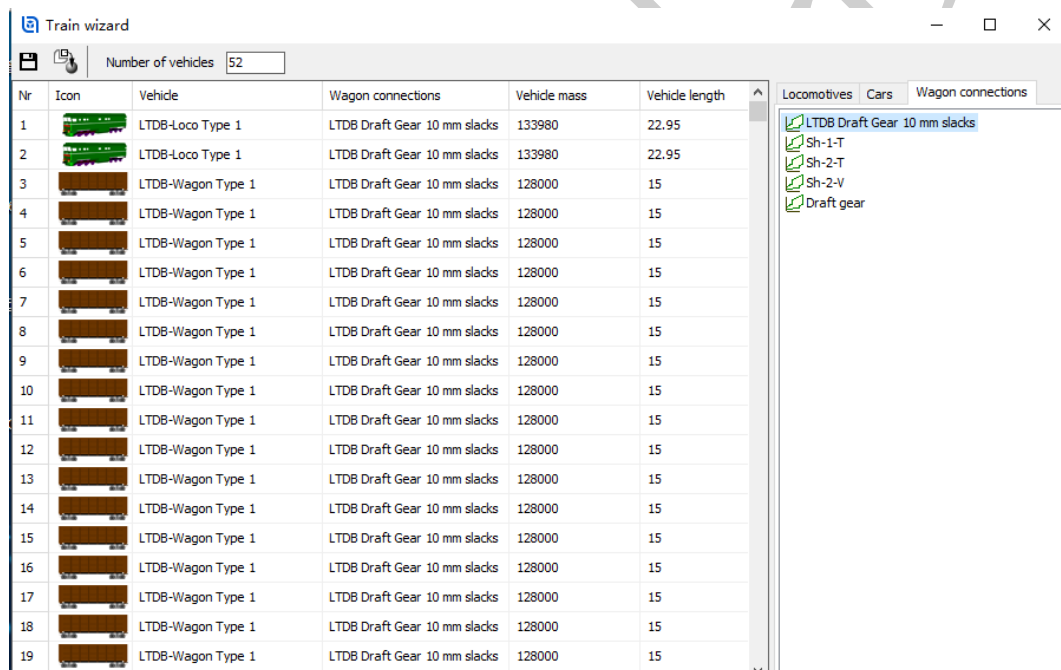 Train wizard
Number of vehicles 52
Nr Icon Vehicle Wagon connections Vehicle mass Vehicle length
1 LTDB-Loco Type 1 LTDB Draft Gear 10 mm slacks 133980 22.95
2 LTDB-Loco Type 1 LTDB Draft Gear 10 mm slacks 133980 22.95
3 LTDB-Wagon Type 1 LTDB Draft Gear 10 mm slacks 128000 15
4 LTDB-Wagon Type 1 LTDB Draft Gear 10 mm slacks 128000 15
5 LTDB-Wagon Type 1 LTDB Draft Gear 10 mm slacks 128000 15
6 LTDB-Wagon Type 1 LTDB Draft Gear 10 mm slacks 128000 15
7 LTDB-Wagon Type 1 LTDB Draft Gear 10 mm slacks 128000 15
8 LTDB-Wagon Type 1 LTDB Draft Gear 10 mm slacks 128000 15
9 LTDB-Wagon Type 1 LTDB Draft Gear 10 mm slacks 128000 15
10 LTDB-Wagon Type 1 LTDB Draft Gear 10 mm slacks 128000 15
11 LTDB-Wagon Type 1 LTDB Draft Gear 10 mm slacks 128000 15
12 LTDB-Wagon Type 1 LTDB Draft Gear 10 mm slacks 128000 15
13 LTDB-Wagon Type 1 LTDB Draft Gear 10 mm slacks 128000 15
14 LTDB-Wagon Type 1 LTDB Draft Gear 10 mm slacks 128000 15
15 LTDB-Wagon Type 1 LTDB Draft Gear 10 mm slacks 128000 15
16 LTDB-Wagon Type 1 LTDB Draft Gear 10 mm slacks 128000 15
17 LTDB-Wagon Type 1 LTDB Draft Gear 10 mm slacks 128000 15
18 LTDB-Wagon Type 1 LTDB Draft Gear 10 mm slacks 128000 15
19 LTDB-Wagon Type 1 LTDB Draft Gear 10 mm slacks 128000 15
Locomotives Cars Wagon connections
LTDB Draft Gear 10 mm slacks
Sh-1-T
Sh-2-T
Sh-2-V
Draft gear